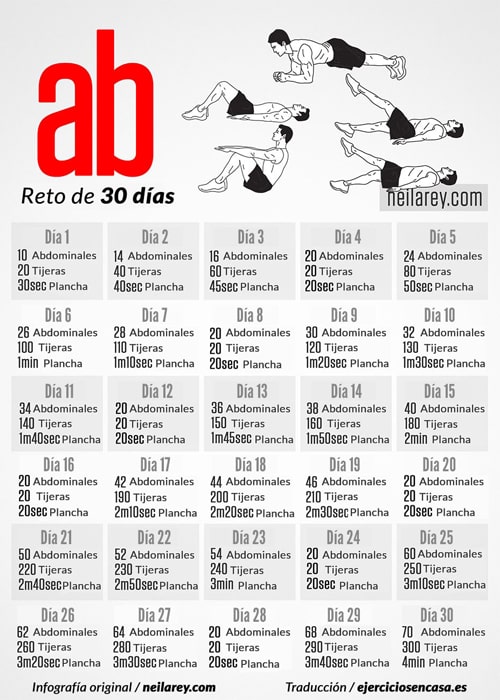 ab
Reto de 30 días
neilarey.com
Día 1
10 Abdominales
20 Tijeras
30sec Plancha
Día 2
14 Abdominales
40 Tijeras
40sec Plancha
Día 3
16 Abdominales
60 Tijeras
45sec Plancha
Día 4
20 Abdominales
20 Tijeras
20sec Plancha
Día 5
24 Abdominales
80 Tijeras
50sec Plancha
Día 6
26 Abdominales
100 Tijeras
1min Plancha
Día 7
28 Abdominales
110 Tijeras
1m10sec Plancha
Día 8
20 Abdominales
20 Tijeras
20sec Plancha
Día 9
30 Abdominales
120 Tijeras
1m20sec Plancha
Día 10
32 Abdominales
130 Tijeras
1m30sec Plancha
Día 11
34 Abdominales
140 Tijeras
1m40sec Plancha
Día 12
20 Abdominales
20 Tijeras
20sec Plancha
Día 13
36 Abdominales
150 Tijeras
1m45sec Plancha
Día 14
38 Abdominales
160 Tijeras
1m50sec Plancha
Día 15
40 Abdominales
180 Tijeras
2min Plancha
Día 16
20 Abdominales
20 Tijeras
20sec Plancha
Día 17
42 Abdominales
190 Tijeras
2m10sec Plancha
Día 18
44 Abdominales
200 Tijeras
2m20sec Plancha
Día 19
46 Abdominales
210 Tijeras
2m30sec Plancha
Día 20
20 Abdominales
20 Tijeras
20sec Plancha
Día 21
50 Abdominales
220 Tijeras
2m40sec Plancha
Día 22
52 Abdominales
230 Tijeras
2m50sec Plancha
Día 23
54 Abdominales
240 Tijeras
3min Plancha
Día 24
20 Abdominales
20 Tijeras
20sec Plancha
Día 25
60 Abdominales
250 Tijeras
3m10sec Plancha
Día 26
62 Abdominales
260 Tijeras
3m20sec Plancha
Día 27
64 Abdominales
280 Tijeras
3m30sec Plancha
Día 28
20 Abdominales
20 Tijeras
20sec Plancha
Día 29
68 Abdominales
290 Tijeras
3m40sec Plancha
Día 30
70 Abdominales
300 Tijeras
4min Plancha
Infografía original / neilarey.com
Traducción / ejerciciosencasa.es